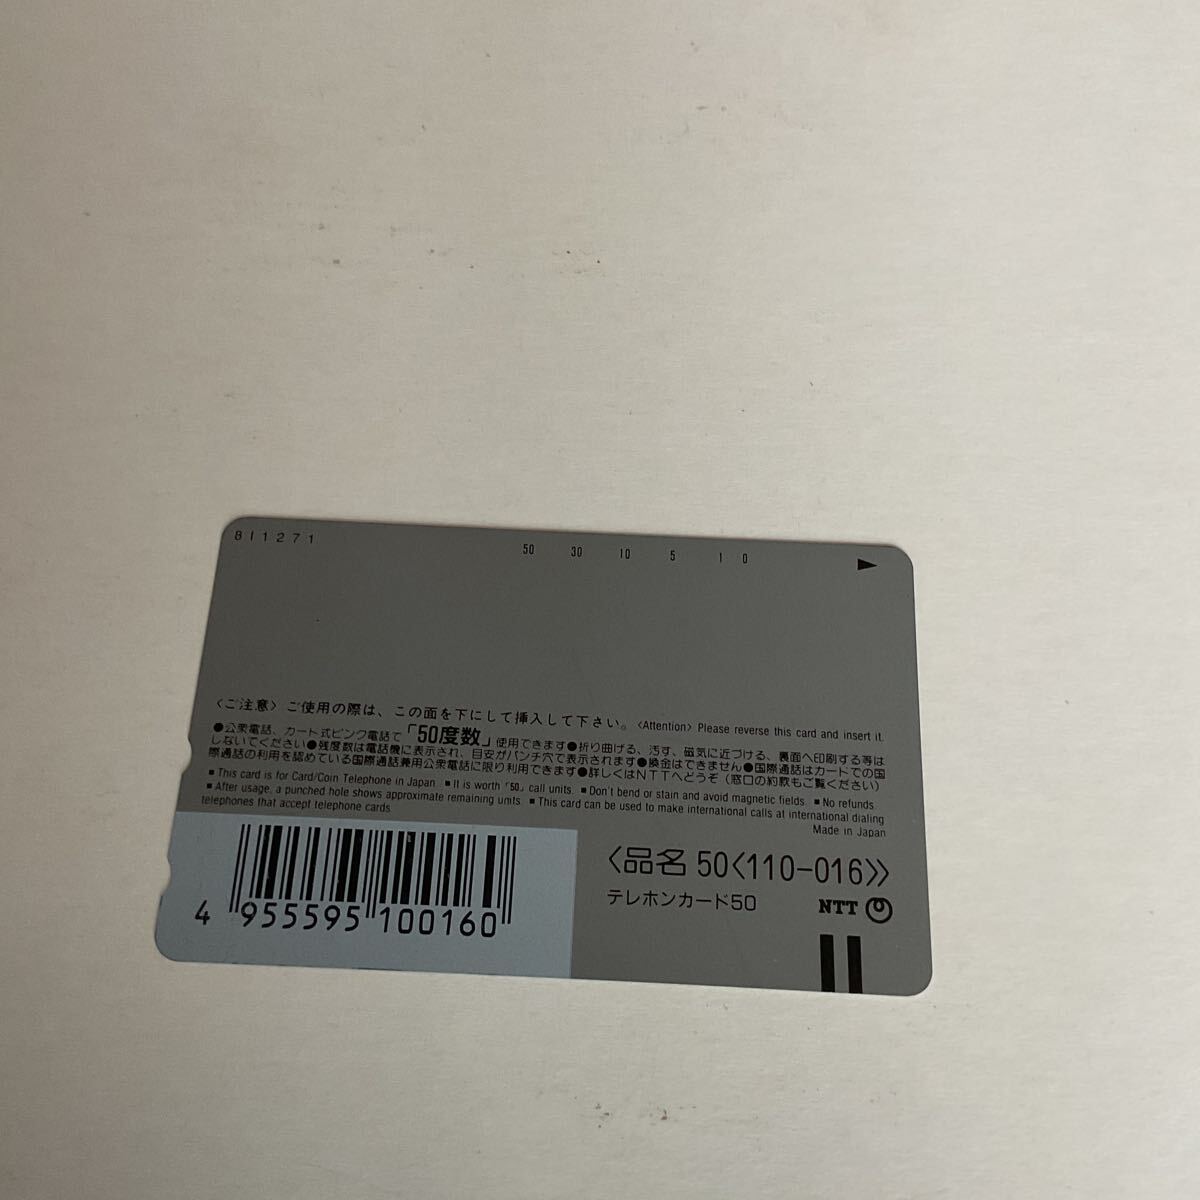 811271
50 30 10 5 1 0
〈ご注意〉ご使用の際は、この面を下にして挿入して下さい。〈Attention〉Please reverse this card and insert it.
●公衆電話、カード式ピンク電話で「50度数」使用できます●折り曲げる、汚す、磁気に近づける、裏面へ印刷する等は
しないでください●残度数は電話機に表示され、目安がパンチ穴で表示されます●換金はできません●国際通話はカードでの国
際通話の利用を認めている国際通話兼用公衆電話に限り利用できます●詳しくはNTTへどうぞ（窓口の約款もご覧ください）
■ This card is for Card/Coin Telephone in Japan. ■ It is worth「50」call units. ■ Don't bend or stain and avoid magnetic fields. ■ No refunds.
■ After usage, a punched hole shows approximate remaining units. ■ This card can be used to make international calls at international dialing
telephones that accept telephone cards.
Made in Japan
〈品名 50〈110-016〉〉
テレホンカード50
NTT
4 955595 100160